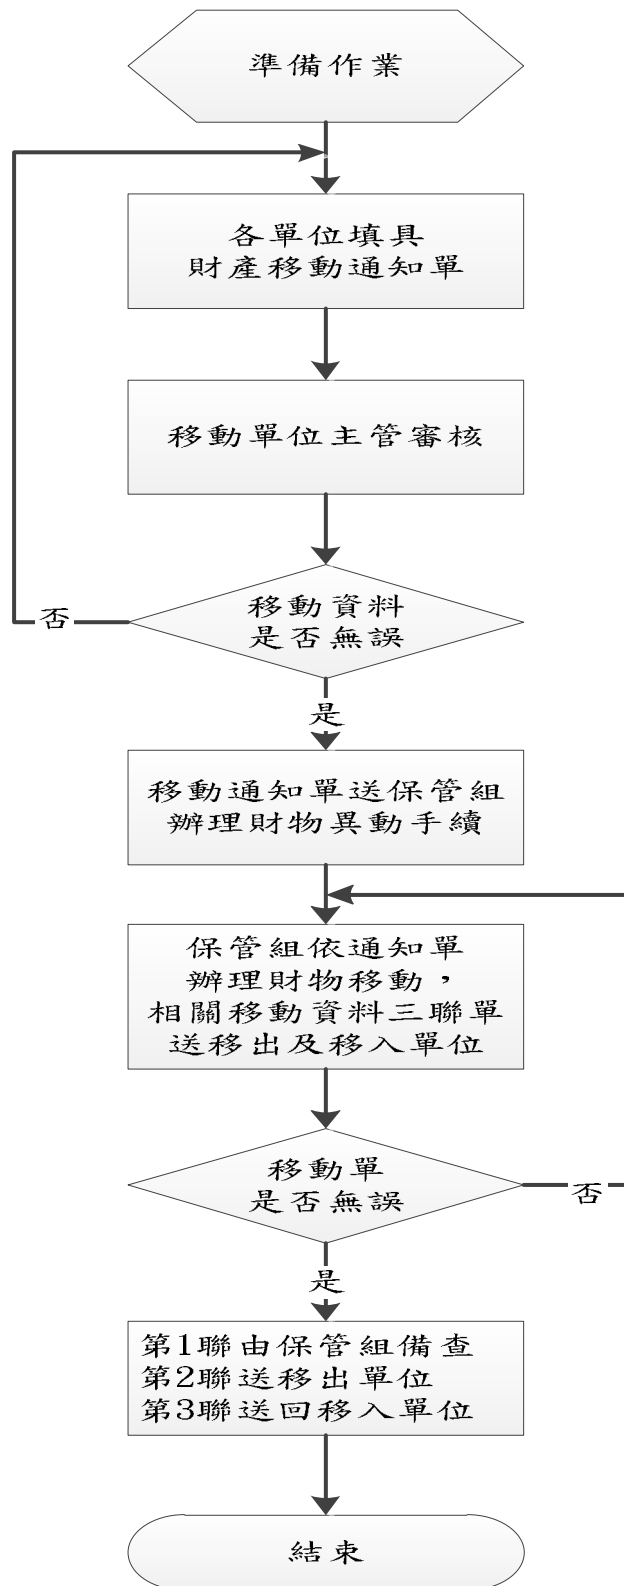 準備作業
各單位填具
財產移動通知單
移動單位主管審核
移動資料
是否無誤
否
是
移動通知單送保管組
辦理財物異動手續
保管組依通知單
辦理財物移動，
相關移動資料三聯單
送移出及移入單位
移動單
是否無誤
否
是
第1聯由保管組備查
第2聯送移出單位
第3聯送回移入單位
結束